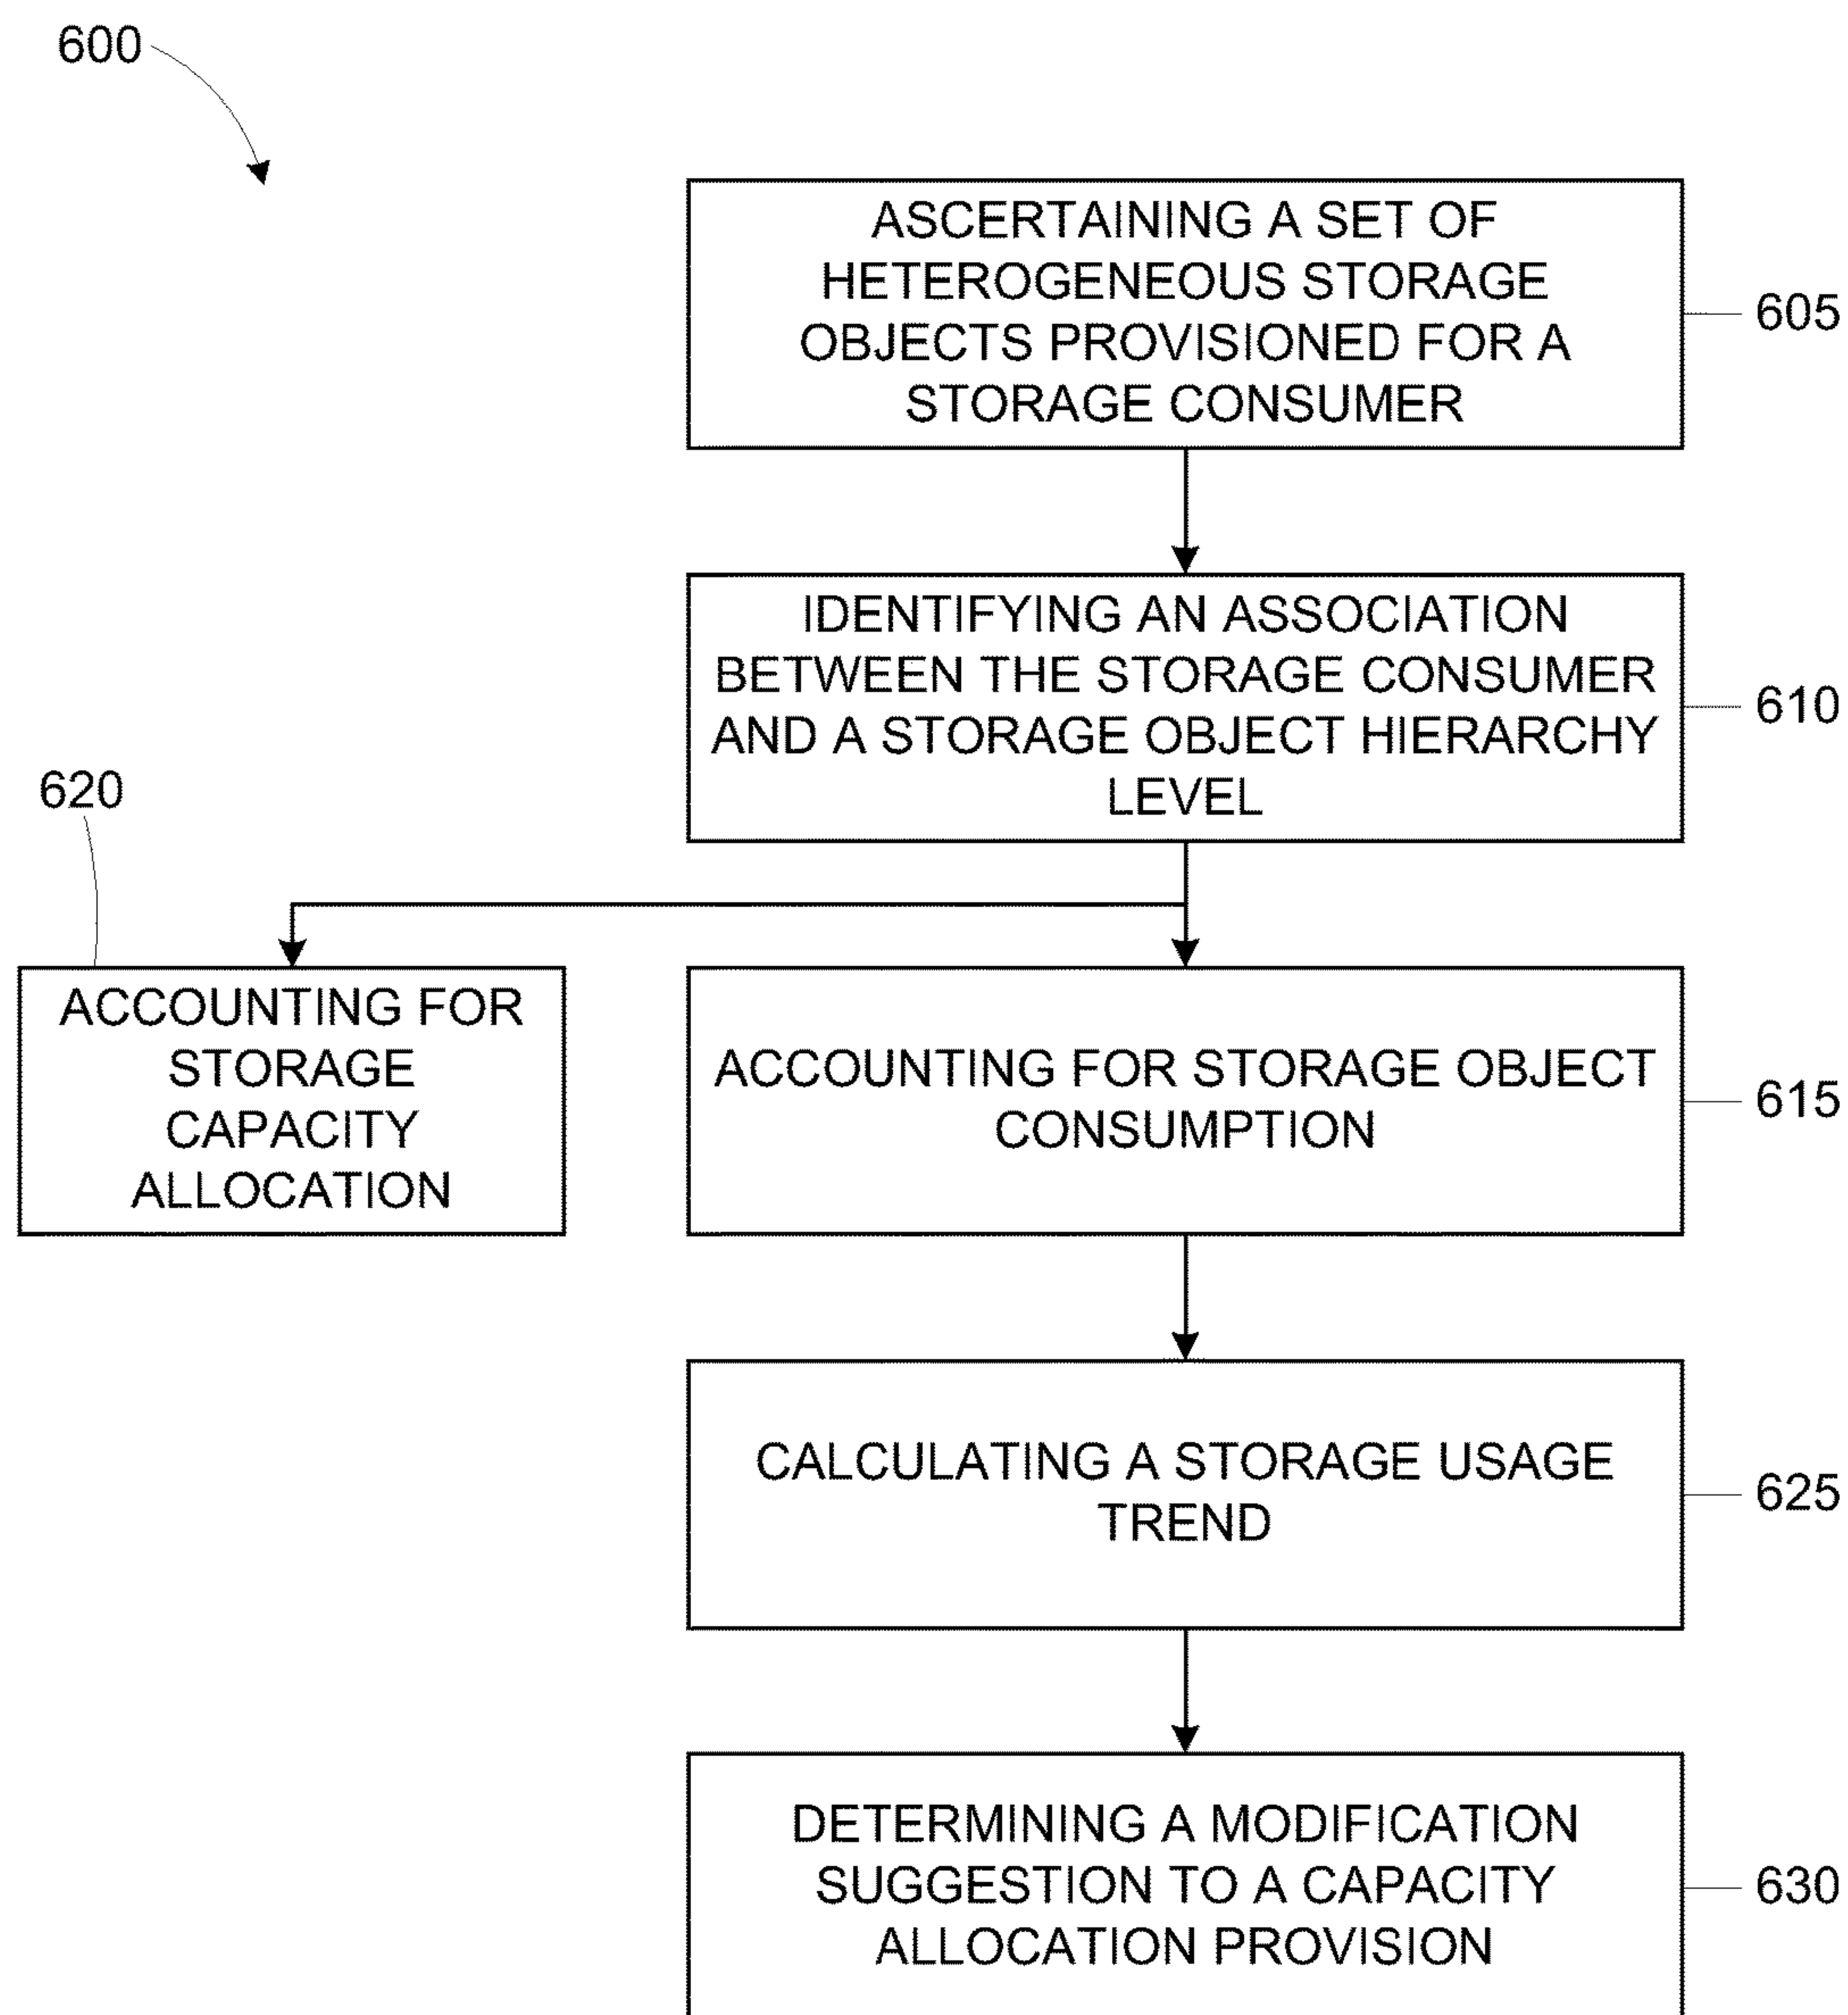 600
ASCERTAINING A SET OF
HETEROGENEOUS STORAGE
OBJECTS PROVISIONED FOR A
STORAGE CONSUMER
605
IDENTIFYING AN ASSOCIATION
BETWEEN THE STORAGE CONSUMER
AND A STORAGE OBJECT HIERARCHY
LEVEL
610
620
ACCOUNTING FOR
STORAGE
CAPACITY
ALLOCATION
ACCOUNTING FOR STORAGE OBJECT
CONSUMPTION
615
CALCULATING A STORAGE USAGE
TREND
625
DETERMINING A MODIFICATION
SUGGESTION TO A CAPACITY
ALLOCATION PROVISION
630